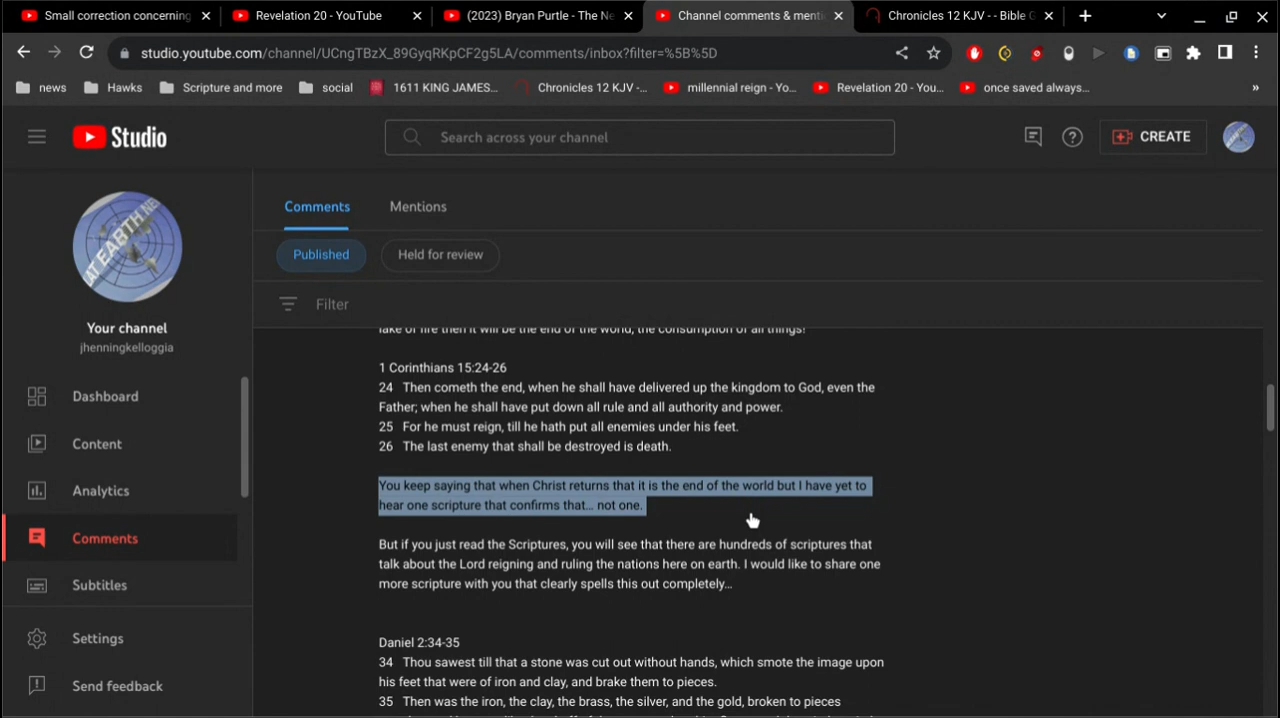 Small correction concerning
Revelation 20 - YouTube
(2023) Bryan Purtle - The Ne
Channel comments & menti
Chronicles 12 KJV - - Bible G
studio.youtube.com/channel/UCngTBzX_89GyqRKpCF2g5LA/comments/inbox?filter=%5B%5D
news
Hawks
Scripture and more
social
1611 KING JAMES...
Chronicles 12 KJV -...
millennial reign - Yo...
Revelation 20 - You...
once saved always...
»
Studio
Search across your channel
CREATE
AT EARTH NE
Your channel
jhenningkelloggia
Dashboard
Content
Analytics
Comments
Subtitles
Settings
Send feedback
Comments
Mentions
Published
Held for review
Filter
lake of fire then it will be the end of the world, the consumption of all things!
1 Corinthians 15:24-26
24 Then cometh the end, when he shall have delivered up the kingdom to God, even the
Father; when he shall have put down all rule and all authority and power.
25 For he must reign, till he hath put all enemies under his feet.
26 The last enemy that shall be destroyed is death.
You keep saying that when Christ returns that it is the end of the world but I have yet to
hear one scripture that confirms that... not one.
But if you just read the Scriptures, you will see that there are hundreds of scriptures that
talk about the Lord reigning and ruling the nations here on earth. I would like to share one
more scripture with you that clearly spells this out completely...
Daniel 2:34-35
34 Thou sawest till that a stone was cut out without hands, which smote the image upon
his feet that were of iron and clay, and brake them to pieces.
35 Then was the iron, the clay, the brass, the silver, and the gold, broken to pieces